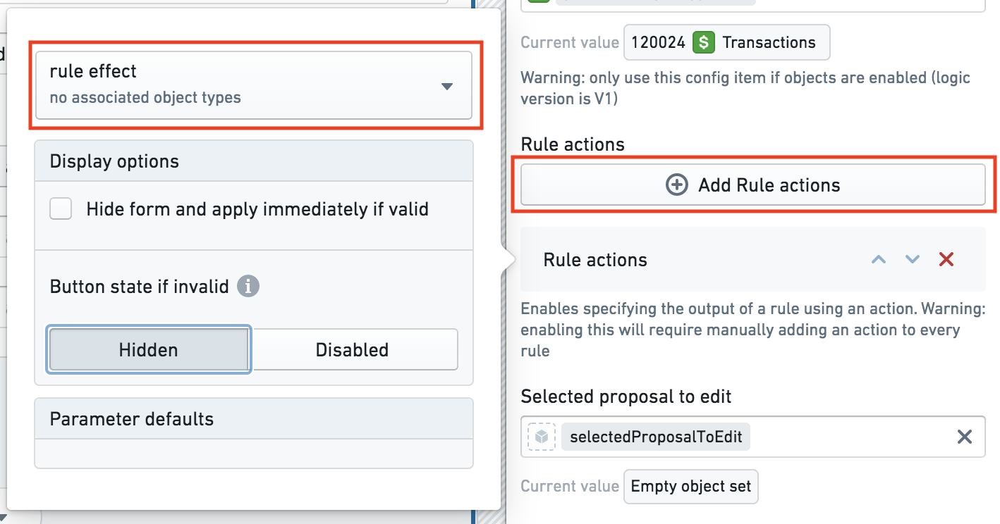 rule effect
no associated object types
Display options
Hide form and apply immediately if valid
Button state if invalid
Hidden
Disabled
Parameter defaults
Current value 120024 $ Transactions
Warning: only use this config item if objects are enabled (logic
version is V1)
Rule actions
Add Rule actions
Rule actions
Enables specifying the output of a rule using an action. Warning:
enabling this will require manually adding an action to every
rule
Selected proposal to edit
selectedProposalToEdit
Current value Empty object set